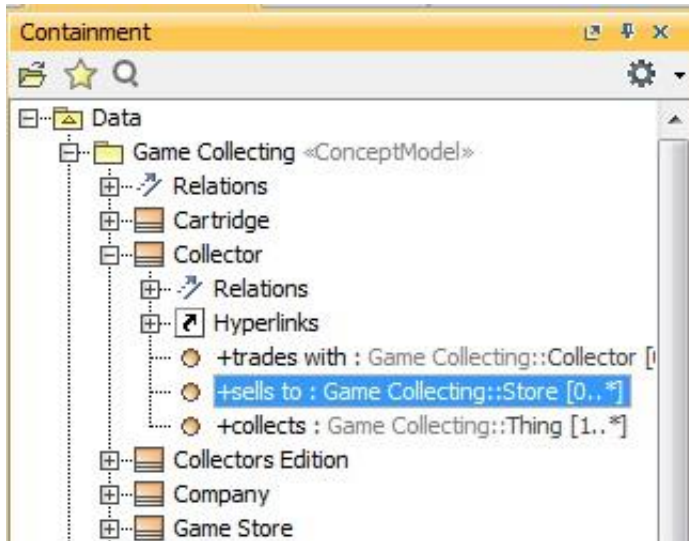 Containment
Data
Game Collecting «ConceptModel»
Relations
Cartridge
Collector
Relations
Hyperlinks
+trades with : Game Collecting::Collector [
+sells to : Game Collecting::Store [0..*]
+collects : Game Collecting::Thing [1..*]
Collectors Edition
Company
Game Store